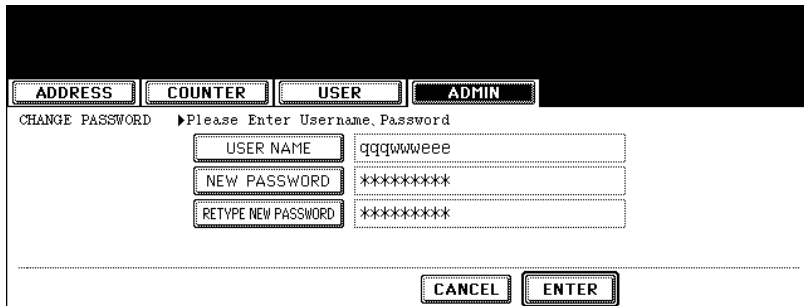 ADDRESS COUNTER USER ADMIN
CHANGE PASSWORD ▶Please Enter Username,Password
USER NAME qqqwwweee
NEW PASSWORD *********
RETYPE NEW PASSWORD *********
CANCEL ENTER